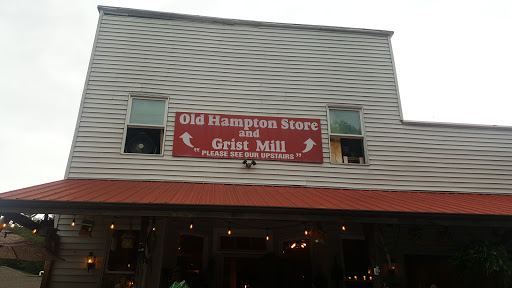 Old Hampton Store
and
Grist Mill
"PLEASE SEE OUR UPSTAIRS"